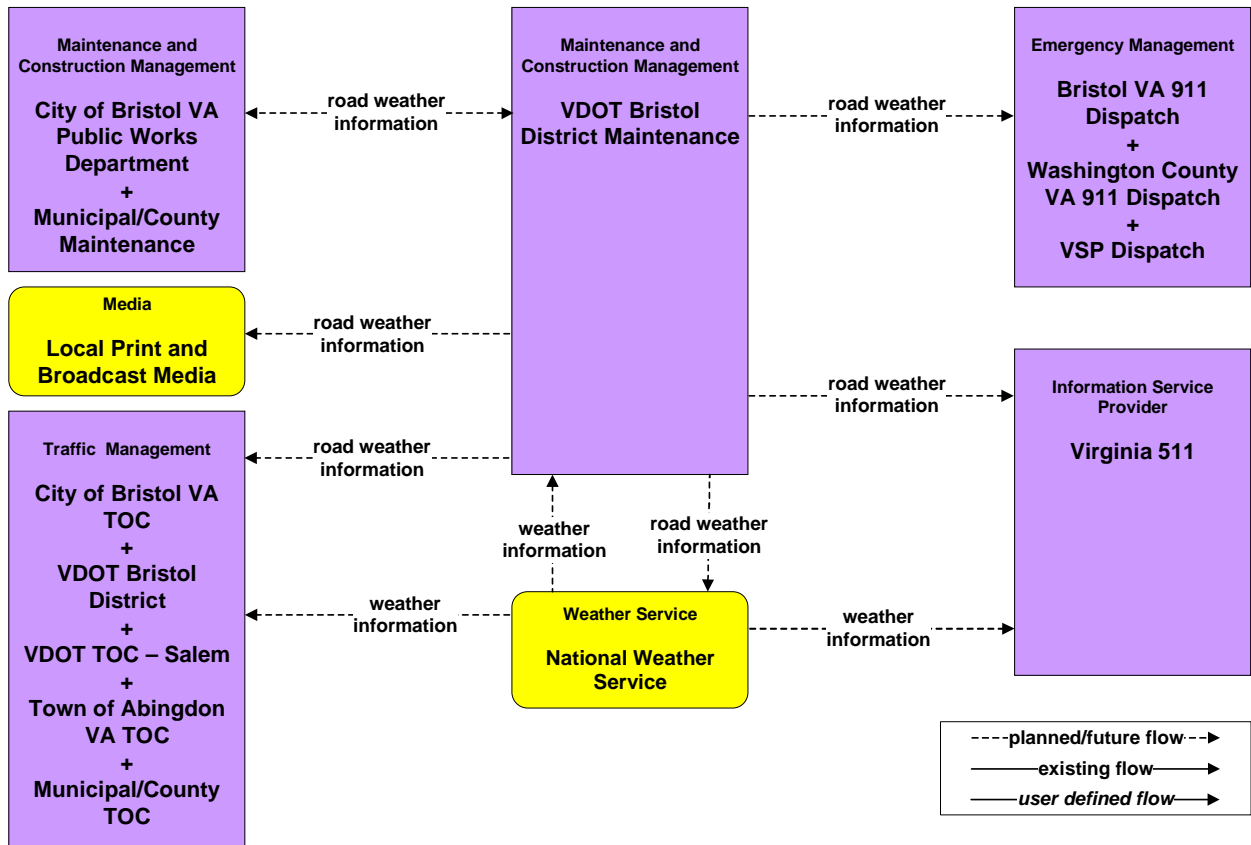 Maintenance and
Construction Management
City of Bristol VA
Public Works
Department
+
Municipal/County
Maintenance
road weather
information
Maintenance and
Construction Management
VDOT Bristol
District Maintenance
road weather
information
Emergency Management
Bristol VA 911
Dispatch
+
Washington County
VA 911 Dispatch
+
VSP Dispatch
Media
Local Print and
Broadcast Media
road weather
information
road weather
information
Information Service
Provider
Virginia 511
Traffic Management
City of Bristol VA
TOC
+
VDOT Bristol
District
+
VDOT TOC – Salem
+
Town of Abingdon
VA TOC
+
Municipal/County
TOC
road weather
information
weather
information
road weather
information
weather
information
Weather Service
National Weather
Service
weather
information
planned/future flow
existing flow
user defined flow